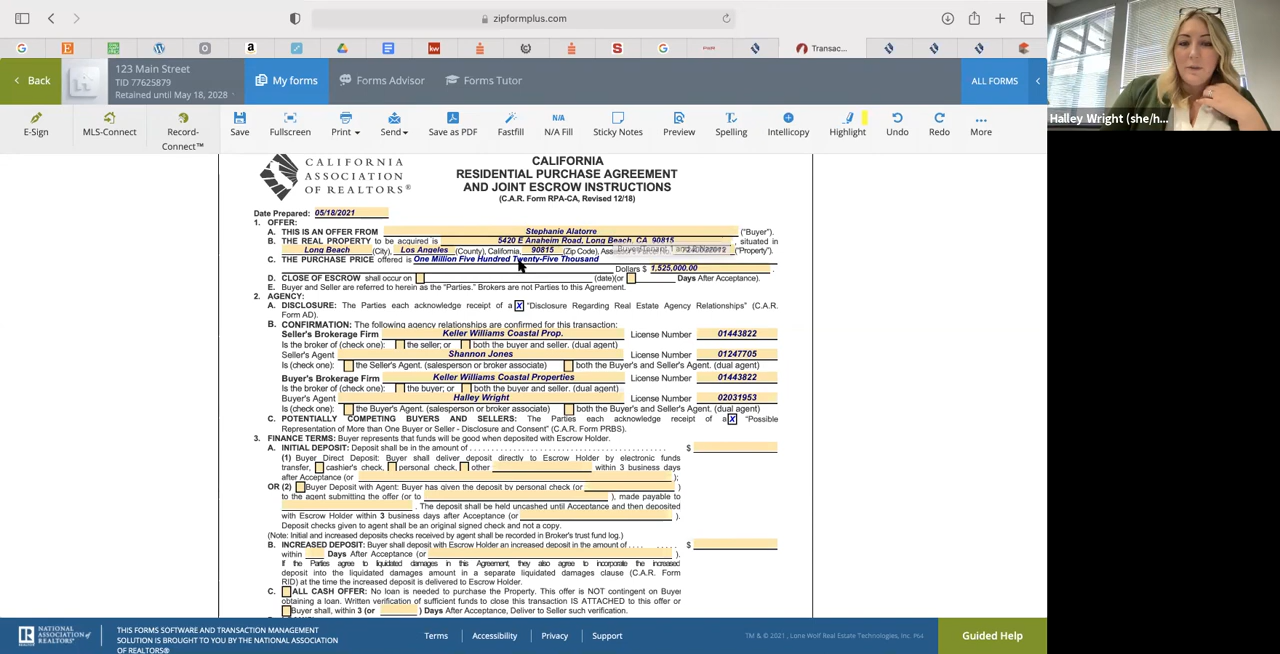 zipformplus.com
kw
Transac...
Back
123 Main Street
TID 77625879
Retained until May 18, 2028
My forms
Forms Advisor
Forms Tutor
ALL FORMS
E-Sign
MLS-Connect
Record-
Connect™
Save
Fullscreen
Print
Send
Save as PDF
Fastfill
N/A
N/A Fill
Sticky Notes
Preview
Spelling
Intellicopy
Highlight
Undo
Redo
More
Halley Wright (she/h...
CALIFORNIA
ASSOCIATION
OF REALTORS®
CALIFORNIA
RESIDENTIAL PURCHASE AGREEMENT
AND JOINT ESCROW INSTRUCTIONS
(C.A.R. Form RPA-CA, Revised 12/18)
Date Prepared: 05/18/2021
1. OFFER:
A. THIS IS AN OFFER FROM Stephanie Alatorre ("Buyer").
B. THE REAL PROPERTY to be acquired is 5420 E Anaheim Road, Long Beach, CA 90815, situated in
Long Beach (City), Los Angeles (County), California, 90815 (Zip Code), ("Property").
C. THE PURCHASE PRICE offered is One Million Five Hundred Twenty-Five Thousand
Dollars $ 1,525,000.00 .
D. CLOSE OF ESCROW shall occur on (date)(or Days After Acceptance).
E. Buyer and Seller are referred to herein as the "Parties." Brokers are not Parties to this Agreement.
2. AGENCY:
A. DISCLOSURE: The Parties each acknowledge receipt of a X "Disclosure Regarding Real Estate Agency Relationships" (C.A.R.
Form AD).
B. CONFIRMATION: The following agency relationships are confirmed for this transaction:
Seller's Brokerage Firm Keller Williams Coastal Prop. License Number 01443822
Is the broker of (check one): the seller; or both the buyer and seller. (dual agent)
Seller's Agent Shannon Jones License Number 01247705
Is (check one): the Seller's Agent. (salesperson or broker associate) both the Buyer's and Seller's Agent. (dual agent)
Buyer's Brokerage Firm Keller Williams Coastal Properties License Number 01443822
Is the broker of (check one): the buyer; or both the buyer and seller. (dual agent)
Buyer's Agent Halley Wright License Number 02031953
Is (check one): the Buyer's Agent. (salesperson or broker associate) both the Buyer's and Seller's Agent. (dual agent)
C. POTENTIALLY COMPETING BUYERS AND SELLERS: The Parties each acknowledge receipt of a X "Possible
Representation of More than One Buyer or Seller - Disclosure and Consent" (C.A.R. Form PRBS).
3. FINANCE TERMS: Buyer represents that funds will be good when deposited with Escrow Holder.
A. INITIAL DEPOSIT: Deposit shall be in the amount of $
(1) Buyer Direct Deposit: Buyer shall deliver deposit directly to Escrow Holder by electronic funds
transfer, cashier's check, personal check, other within 3 business days
after Acceptance (or );
OR (2) Buyer Deposit with Agent: Buyer has given the deposit by personal check (or )
to the agent submitting the offer (or to ), made payable to
. The deposit shall be held uncashed until Acceptance and then deposited
with Escrow Holder within 3 business days after Acceptance (or ).
Deposit checks given to agent shall be an original signed check and not a copy.
(Note: Initial and increased deposits checks received by agent shall be recorded in Broker's trust fund log.)
B. INCREASED DEPOSIT: Buyer shall deposit with Escrow Holder an increased deposit in the amount of $
within Days After Acceptance (or ).
If the Parties agree to liquidated damages in this Agreement, they also agree to incorporate the increased
deposit into the liquidated damages amount in a separate liquidated damages clause (C.A.R. Form
RID) at the time the increased deposit is delivered to Escrow Holder.
C. ALL CASH OFFER: No loan is needed to purchase the Property. This offer is NOT contingent on Buyer
obtaining a loan. Written verification of sufficient funds to close this transaction IS ATTACHED to this offer or
Buyer shall, within 3 (or ) Days After Acceptance, Deliver to Seller such verification.
NATIONAL
ASSOCIATION of
REALTORS®
THIS FORMS SOFTWARE AND TRANSACTION MANAGEMENT
SOLUTION IS BROUGHT TO YOU BY THE NATIONAL ASSOCIATION
OF REALTORS®
Terms
Accessibility
Privacy
Support
TM & © 2021, Lone Wolf Real Estate Technologies, Inc. PS4
Guided Help